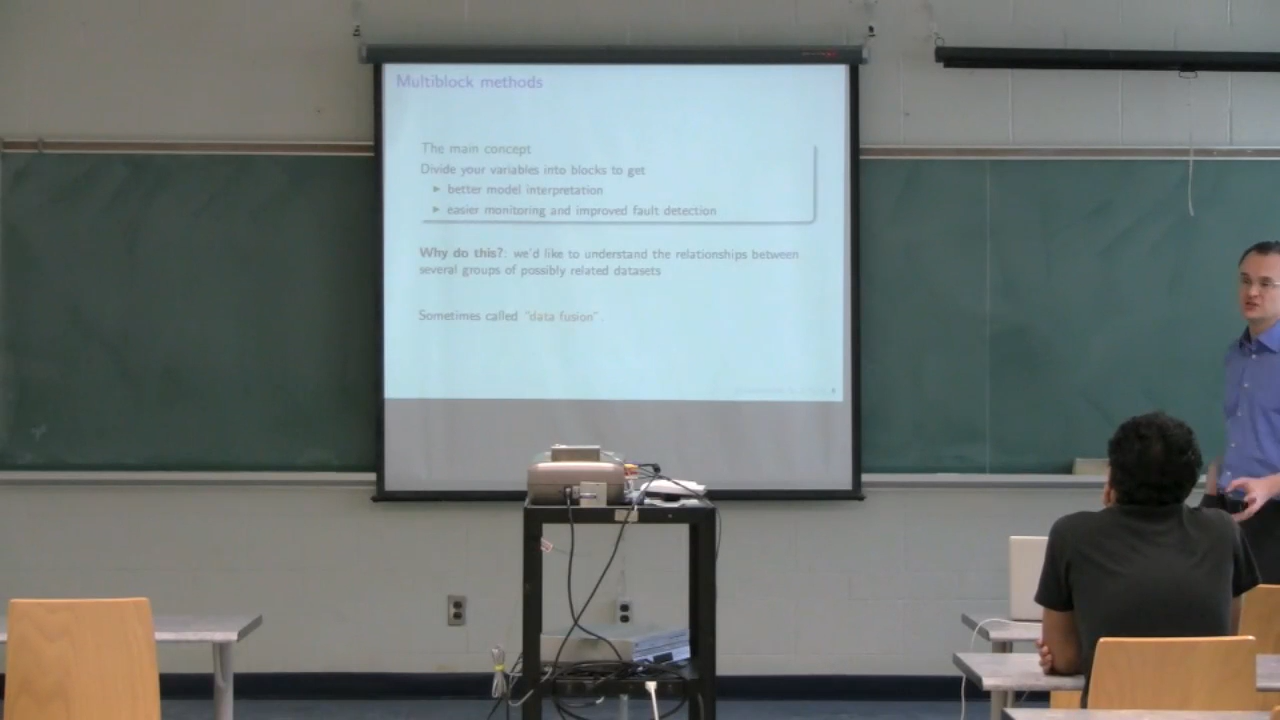 Multiblock methods
The main concept
Divide your variables into blocks to get
▶ better model interpretation
▶ easier monitoring and improved fault detection
Why do this?: we'd like to understand the relationships between
several groups of possibly related datasets
Sometimes called "data fusion".